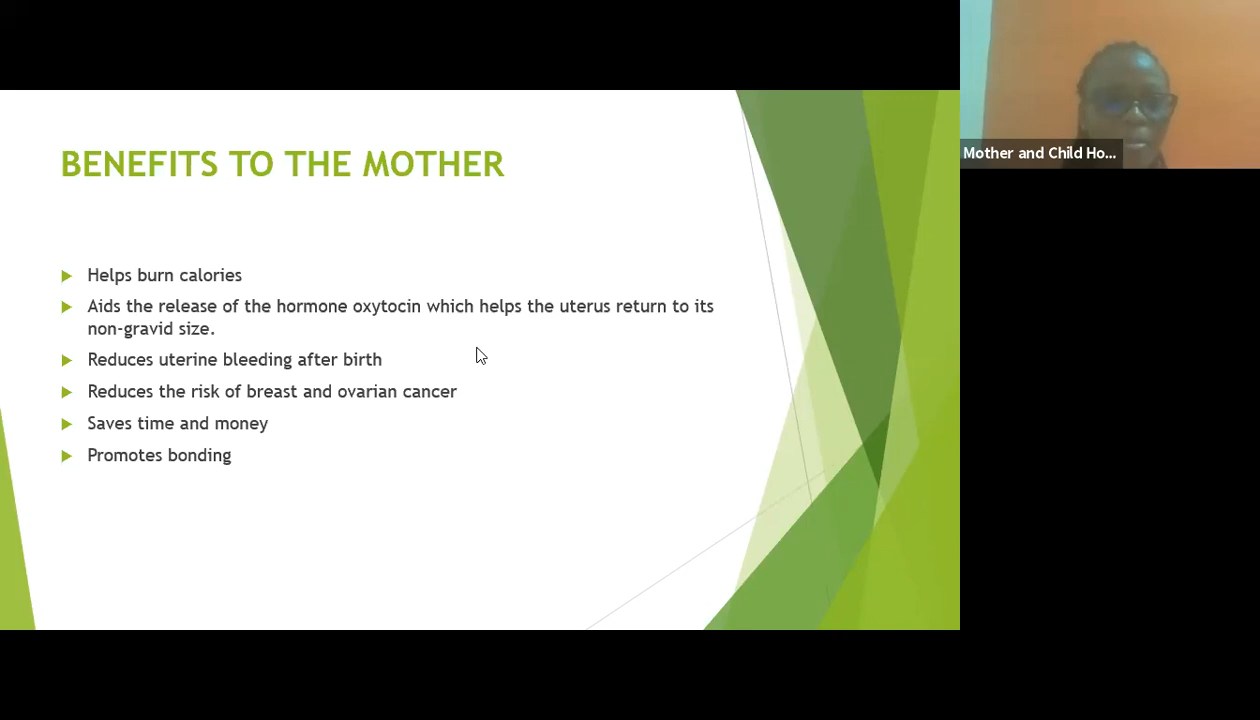 BENEFITS TO THE MOTHER
Helps burn calories
Aids the release of the hormone oxytocin which helps the uterus return to its
non-gravid size.
Reduces uterine bleeding after birth
Reduces the risk of breast and ovarian cancer
Saves time and money
Promotes bonding
Mother and Child Ho...